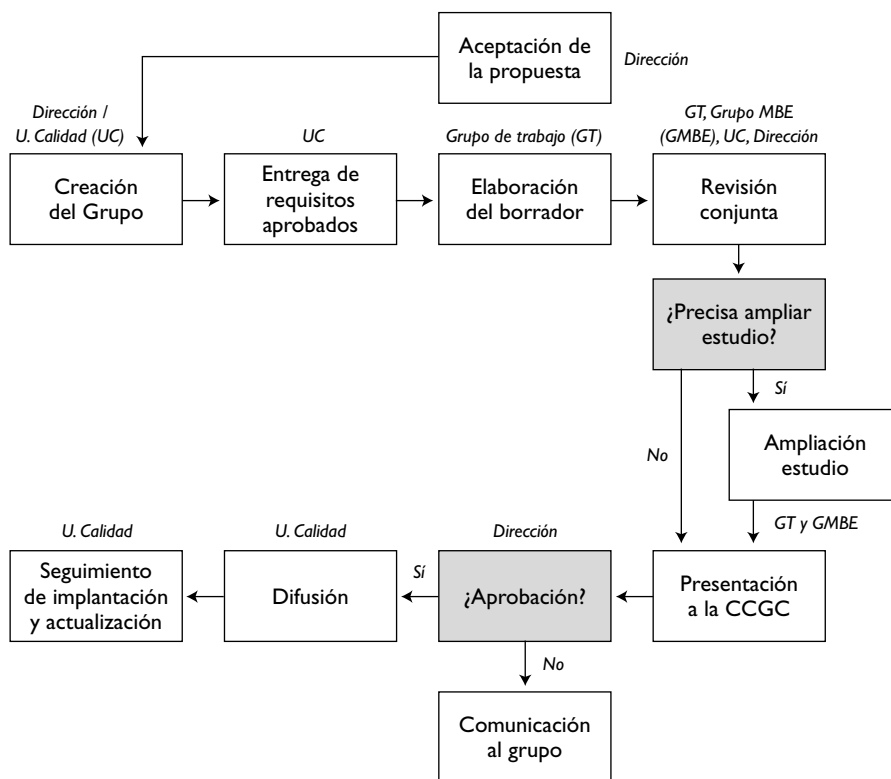 Aceptación de
la propuesta
Dirección
Dirección /
U. Calidad (UC)
Creación
del Grupo
UC
Entrega de
requisitos
aprobados
Grupo de trabajo (GT)
Elaboración
del borrador
GT, Grupo MBE
(GMBE), UC, Dirección
Revisión
conjunta
¿Precisa ampliar
estudio?
Sí
No
Ampliación
estudio
GT y GMBE
Presentación
a la CCGC
Dirección
¿Aprobación?
Sí
No
U. Calidad
Difusión
U. Calidad
Seguimiento
de implantación
y actualización
Comunicación
al grupo